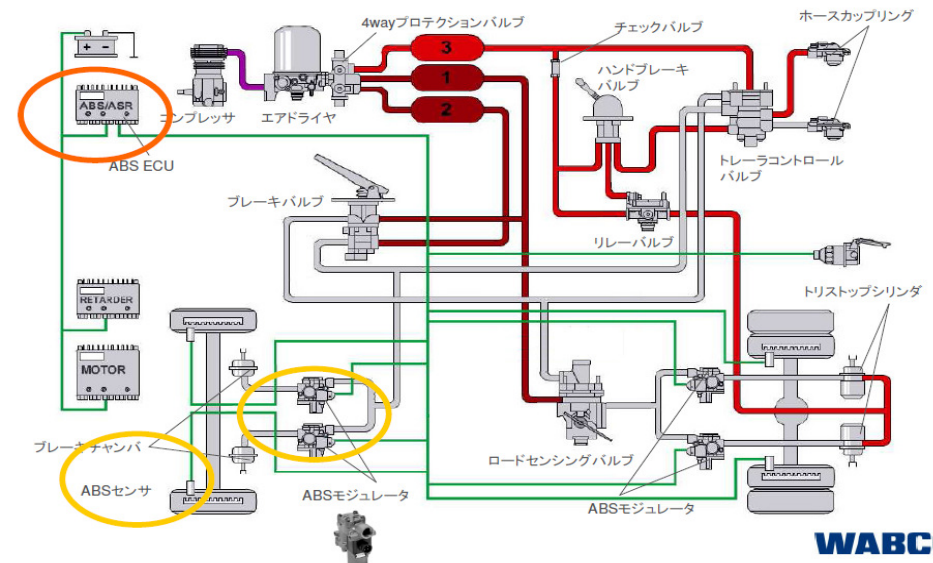 4wayプロテクションバルブ
チェックバルブ
ホースカップリング
+ -
3
ABS/ASR
1
ハンドブレーキ
バルブ
2
コンプレッサ
エアドライヤ
ABS ECU
トレーラコントロール
バルブ
ブレーキバルブ
リレーバルブ
RETARDER
トリストップシリンダ
MOTOR
ブレーキチャンバ
ロードセンシングバルブ
ABSセンサ
ABSモジュレータ
ABSモジュレータ
WABC